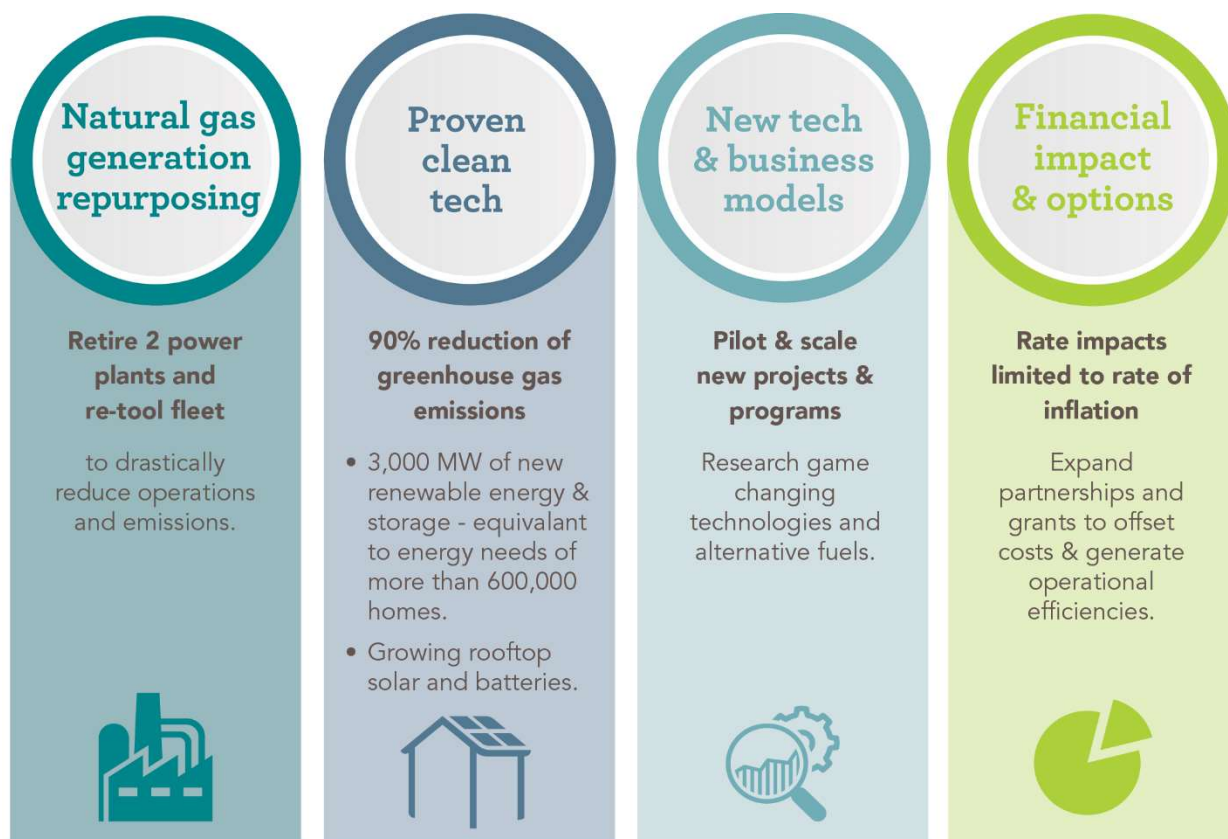 Natural gas
generation
repurposing
Retire 2 power
plants and
re-tool fleet
to drastically
reduce operations
and emissions.
Proven
clean
tech
90% reduction of
greenhouse gas
emissions
• 3,000 MW of new
renewable energy &
storage - equivalant
to energy needs of
more than 600,000
homes.
• Growing rooftop
solar and batteries.
New tech
& business
models
Pilot & scale
new projects &
programs
Research game
changing
technologies and
alternative fuels.
Financial
impact
& options
Rate impacts
limited to rate of
inflation
Expand
partnerships and
grants to offset
costs & generate
operational
efficiencies.